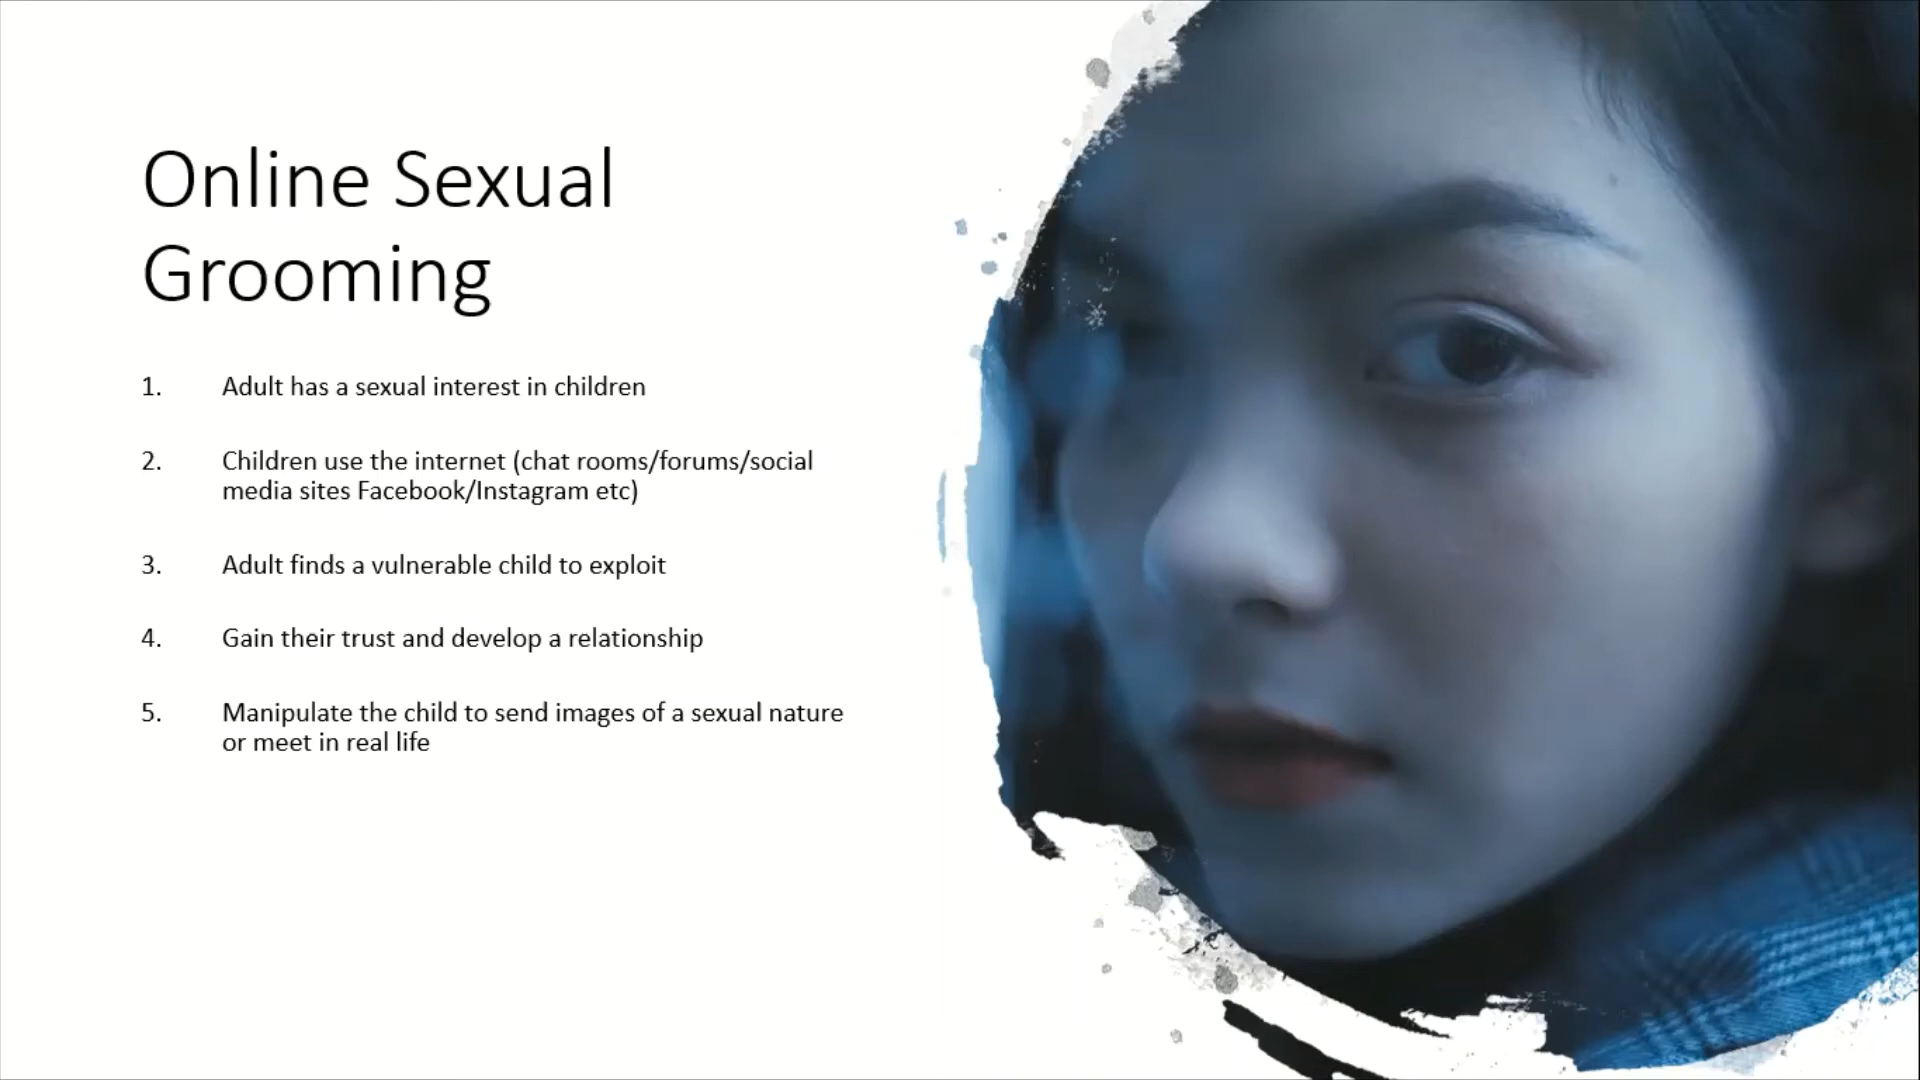 Online Sexual
Grooming
1. Adult has a sexual interest in children
2. Children use the internet (chat rooms/forums/social
media sites Facebook/Instagram etc)
3. Adult finds a vulnerable child to exploit
4. Gain their trust and develop a relationship
5. Manipulate the child to send images of a sexual nature
or meet in real life